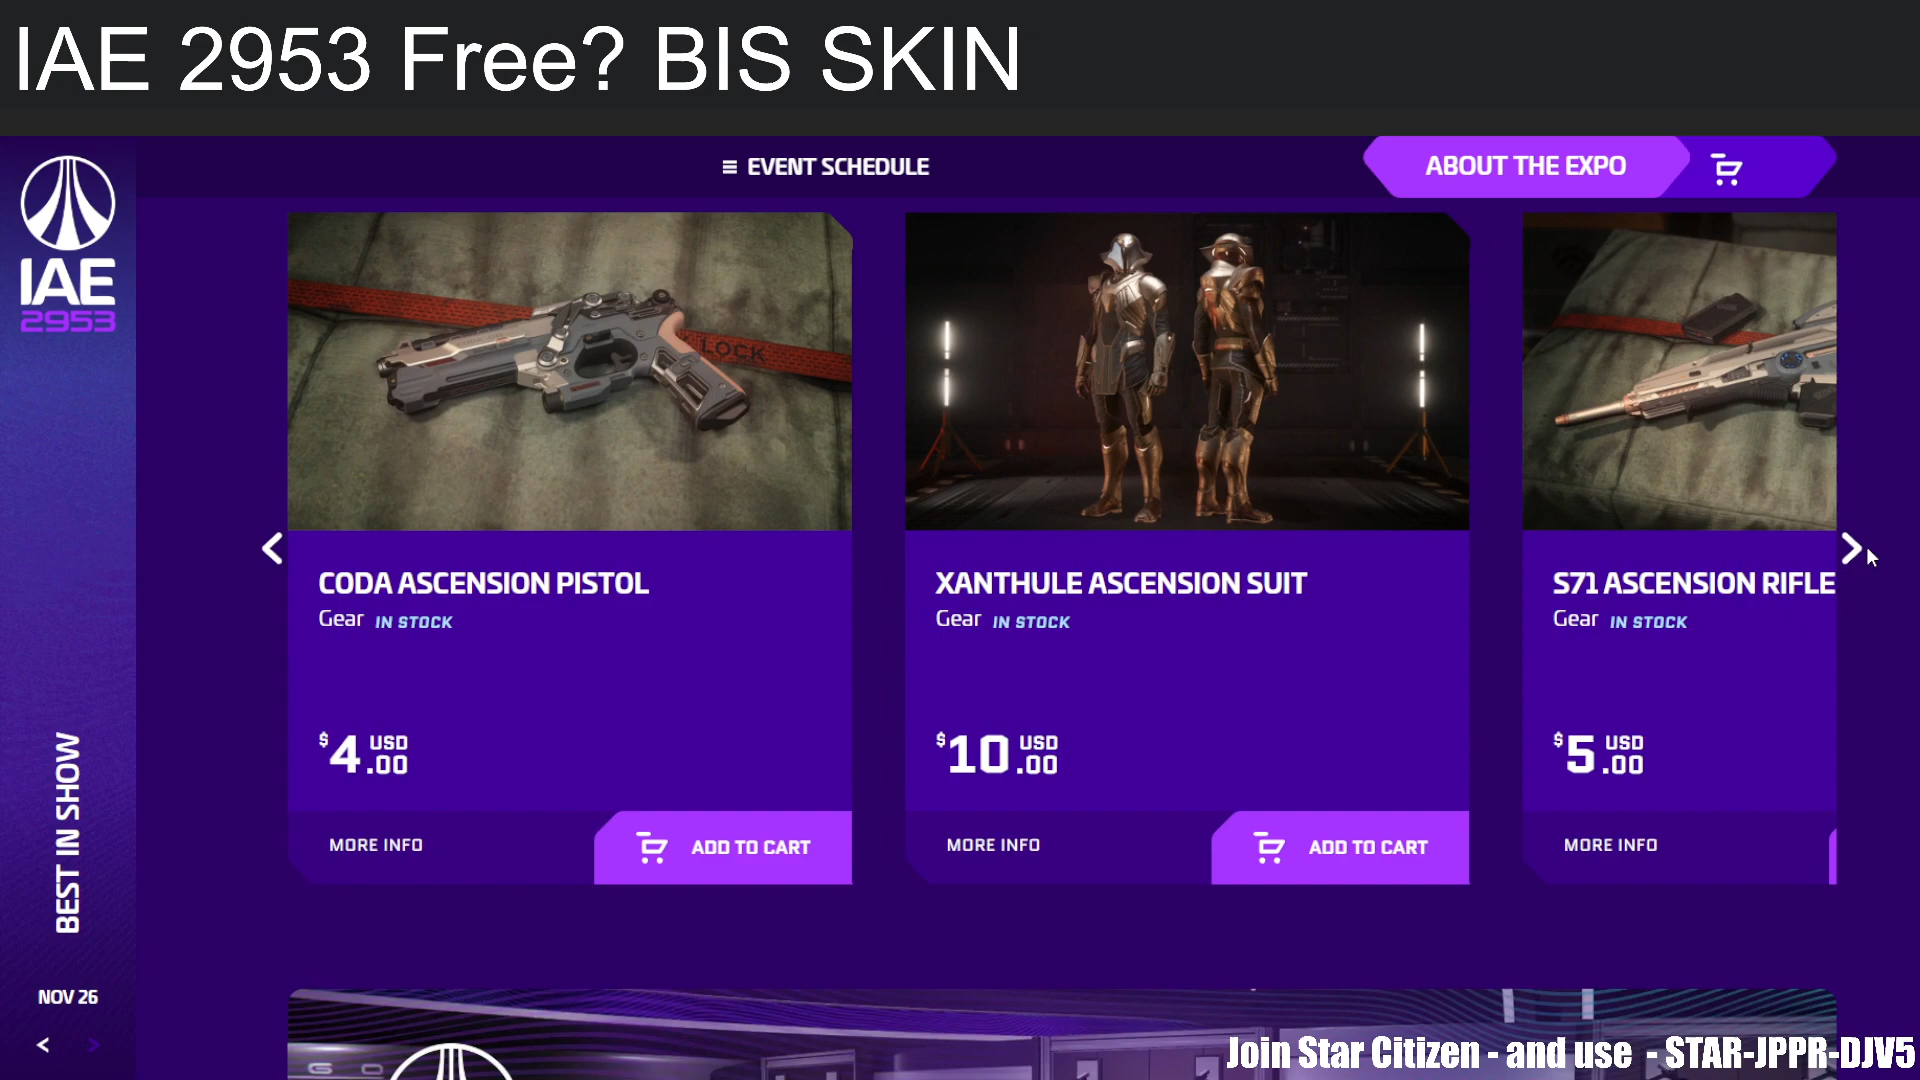 IAE 2953 Free? BIS SKIN
EVENT SCHEDULE
ABOUT THE EXPO
IAE
2953
LOCK
CODA ASCENSION PISTOL
Gear IN STOCK
$4.00 USD
MORE INFO
ADD TO CART
XANTHULE ASCENSION SUIT
Gear IN STOCK
$10.00 USD
MORE INFO
ADD TO CART
S71 ASCENSION RIFLE
Gear IN STOCK
$5.00 USD
MORE INFO
BEST IN SHOW
NOV 26
Join Star Citizen - and use - STAR-JPPR-DJV5